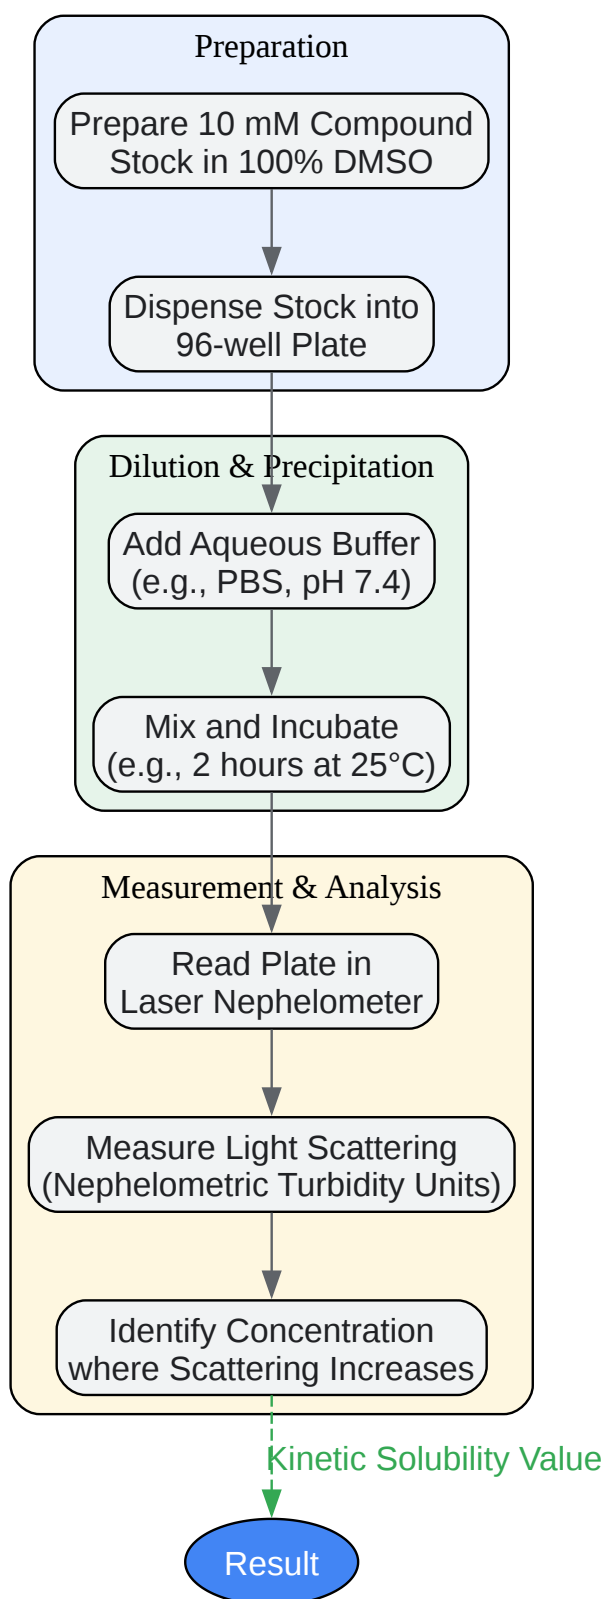 Preparation
Prepare 10 mM Compound
Stock in 100% DMSO
Dispense Stock into
96-well Plate
Dilution & Precipitation
Add Aqueous Buffer
(e.g., PBS, pH 7.4)
Mix and Incubate
(e.g., 2 hours at 25°C)
Measurement & Analysis
Read Plate in
Laser Nephelometer
Measure Light Scattering
(Nephelometric Turbidity Units)
Identify Concentration
where Scattering Increases
Kinetic Solubility Value
Result